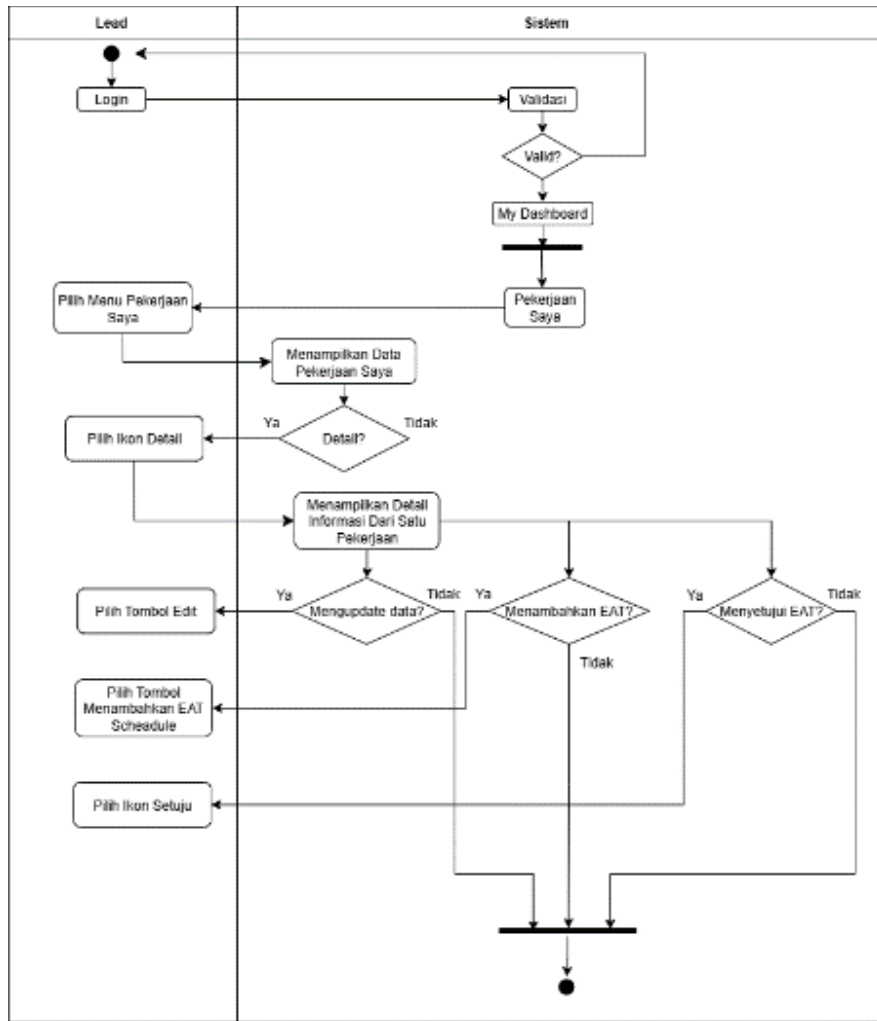 Lead
Sistem
Login
Validasi
Valid?
My Dashboard
Pilih Menu Pekerjaan
Saya
Pekerjaan
Saya
Menampilkan Data
Pekerjaan Saya
Ya
Tidak
Pilih Ikon Detail
Detail?
Menampilkan Detail
Informasi Dari Satu
Pekerjaan
Ya
Tidak
Ya
Ya
Tidak
Pilih Tombol Edit
Mengupdate data?
Menambahkan EAT?
Menyetujui EAT?
Tidak
Pilih Tombol
Menambahkan EAT
Scheadule
Pilih Ikon Setuju